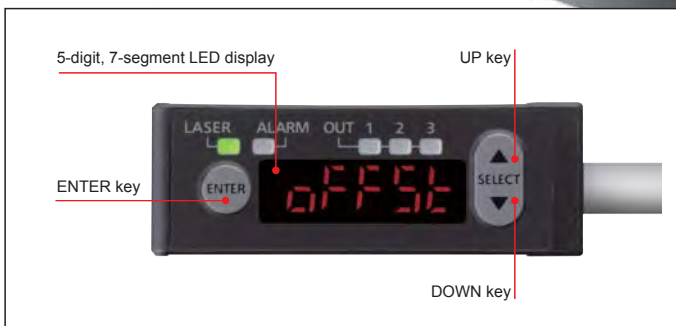 5-digit, 7-segment LED display
UP key
LASER ALARM OUT 1 2 3
ENTER key
ENTER
oFFSt
SELECT
DOWN key